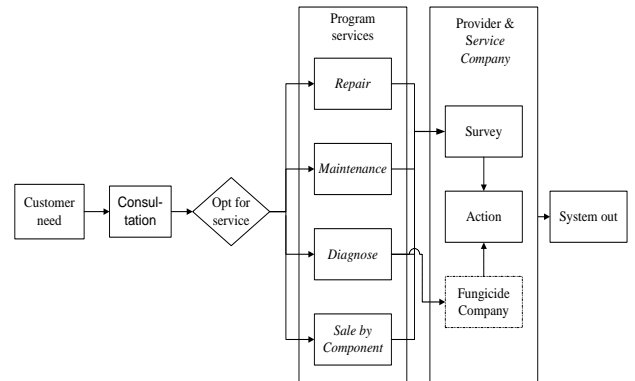 Program
services
Provider &
Service
Company
Repair
Survey
Maintenance
Customer
need
Consul-
tation
Opt for
service
Action
System out
Diagnose
Fungicide
Company
Sale by
Component